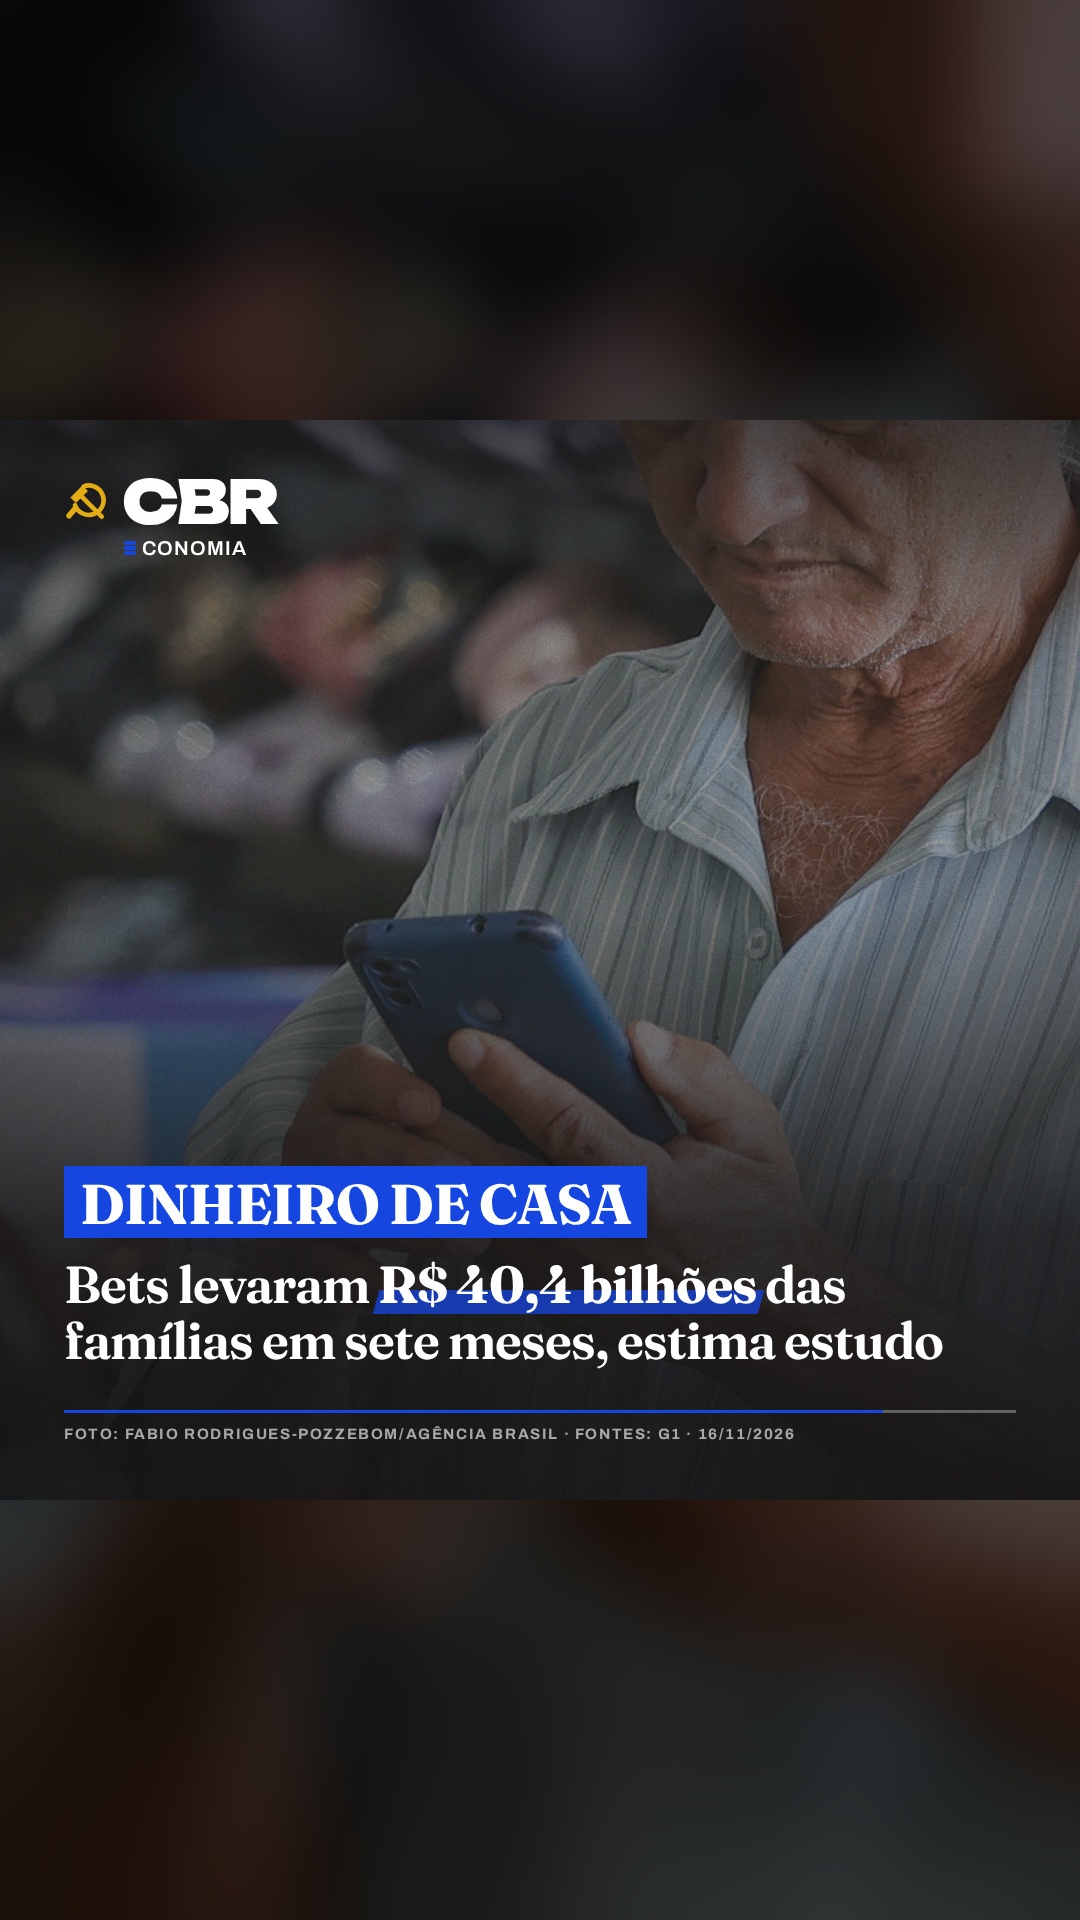 CBR
CONOMIA
DINHEIRO DE CASA
Bets levaram R$ 40,4 bilhões das
famílias em sete meses, estima estudo
FOTO: FABIO RODRIGUES-POZZEBOM/AGÊNCIA BRASIL · FONTES: G1 · 16/11/2026